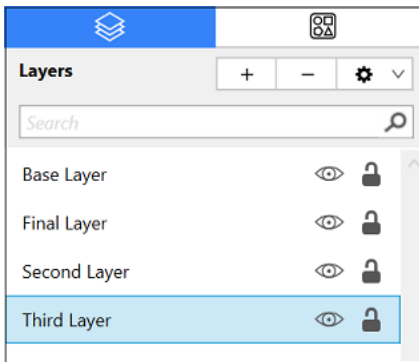 Layers
Search
Base Layer
Final Layer
Second Layer
Third Layer